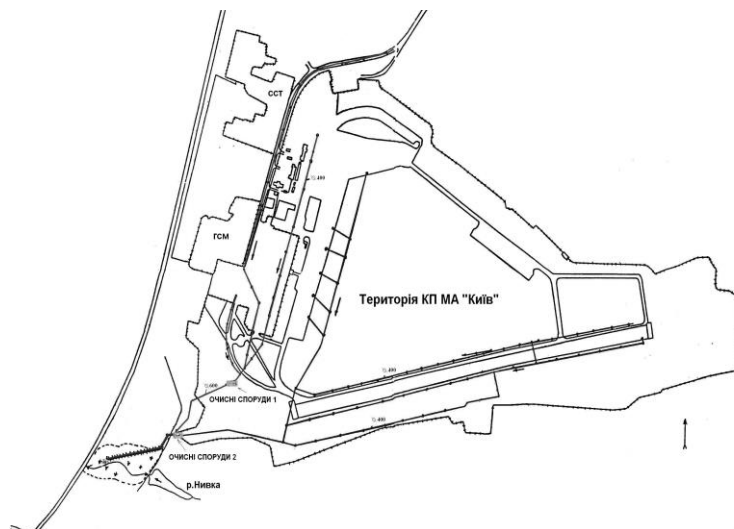 ССТ
ГСМ
Територія КП МА "Київ"
ОЧИСНІ СПОРУДИ 1
ОЧИСНІ СПОРУДИ 2
р.Нивка